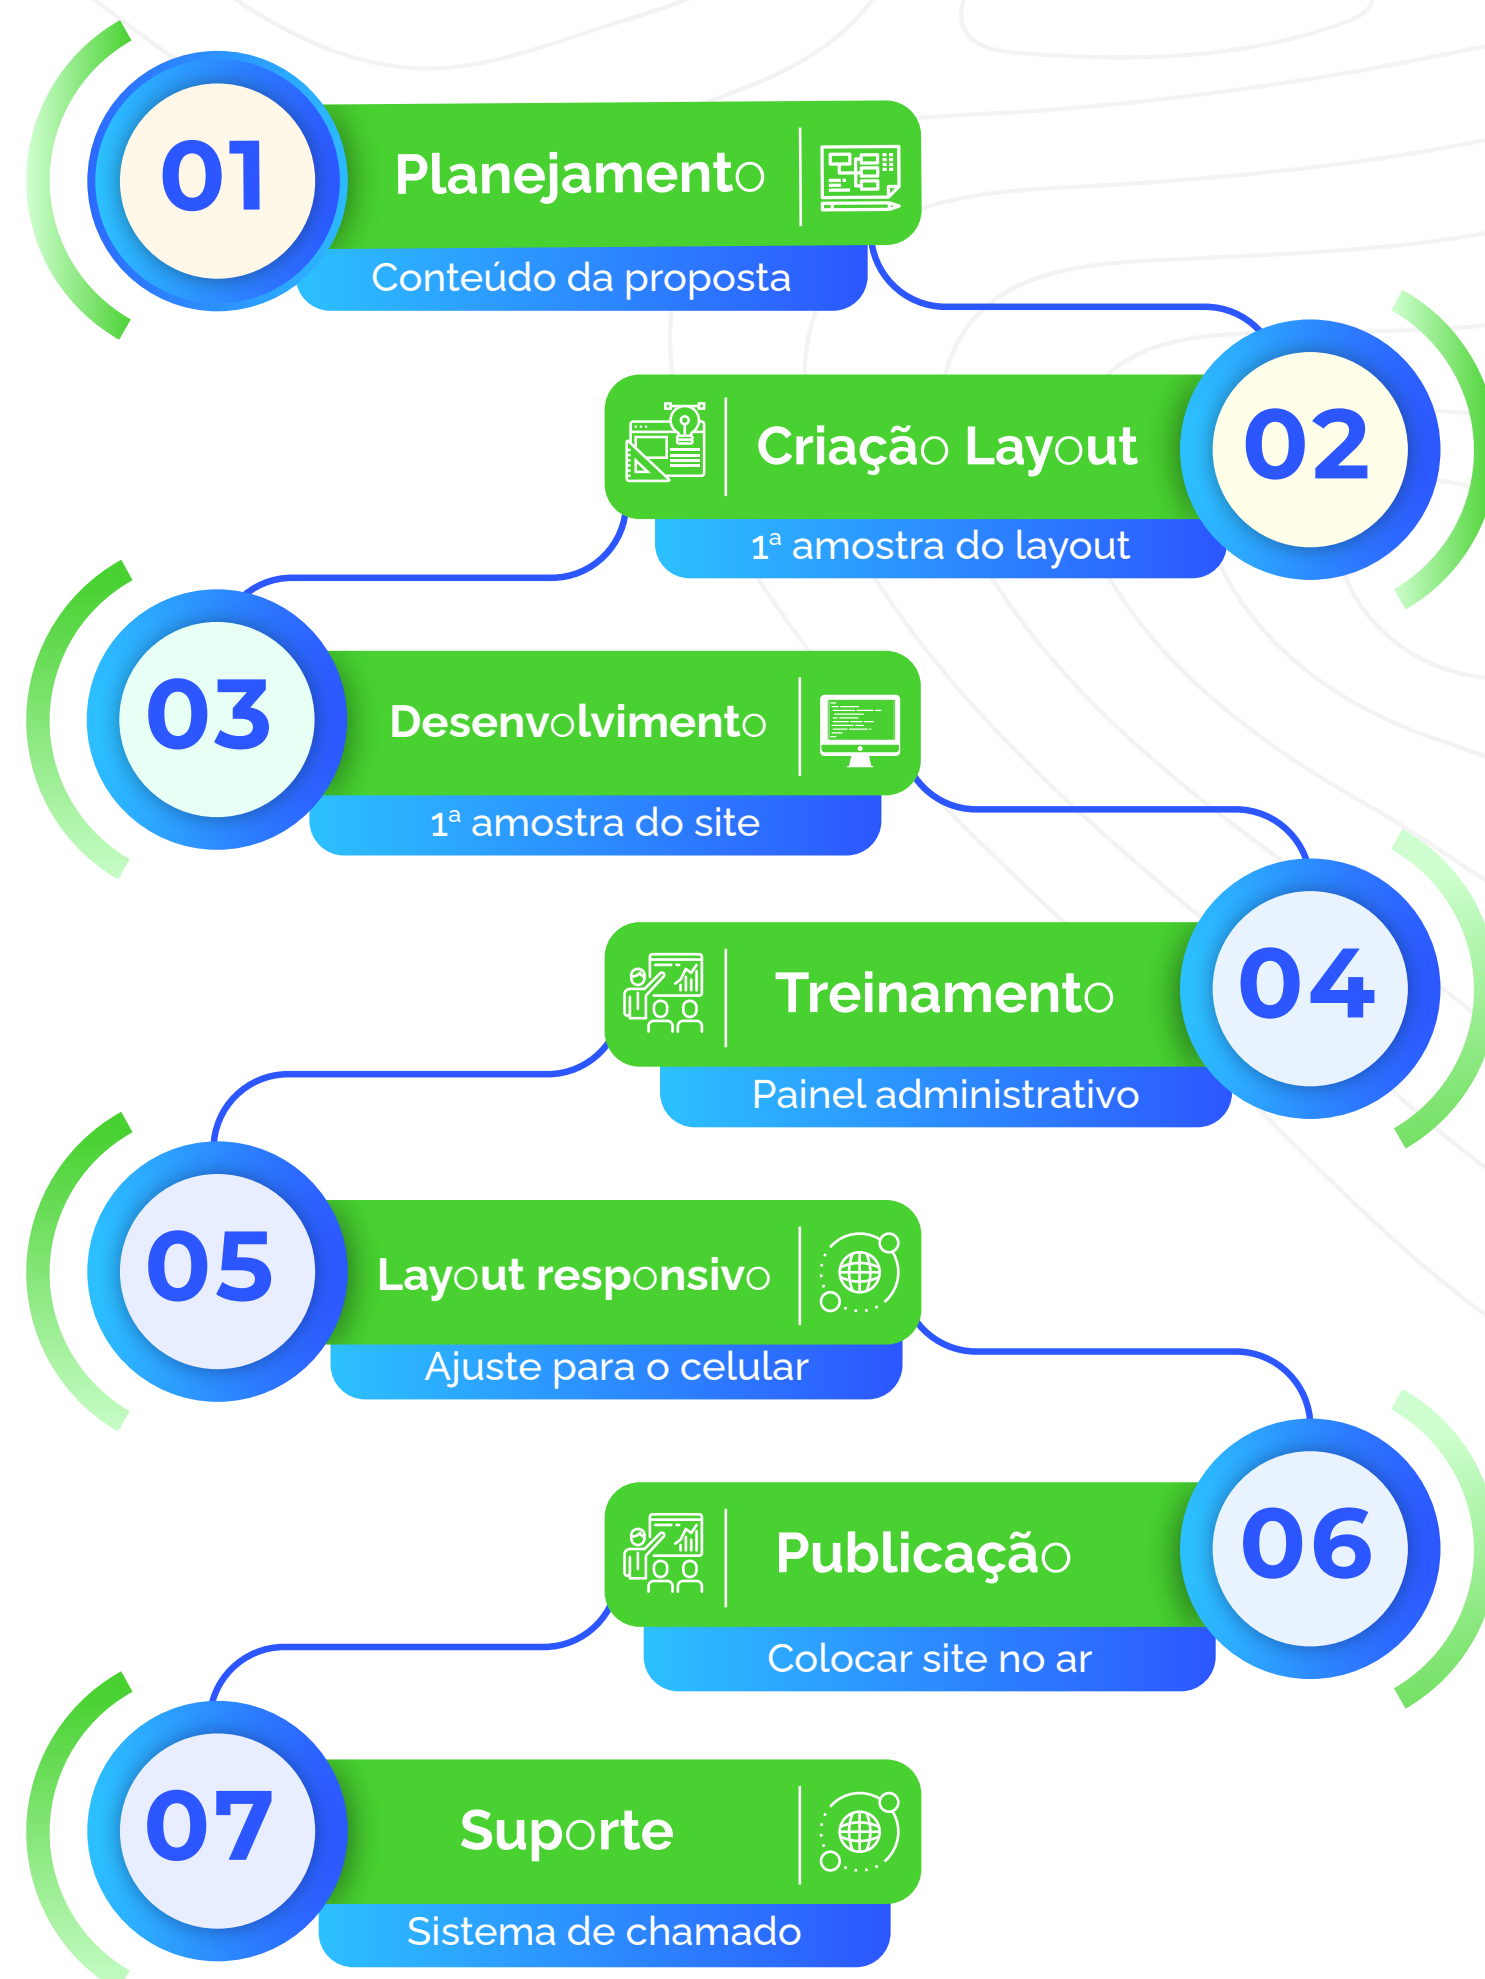 01
Planejamento
Conteúdo da proposta
02
Criação Layout
1ª amostra do layout
03
Desenvolvimento
1ª amostra do site
04
Treinamento
Painel administrativo
05
Layout responsivo
Ajuste para o celular
06
Publicação
Colocar site no ar
07
Suporte
Sistema de chamado